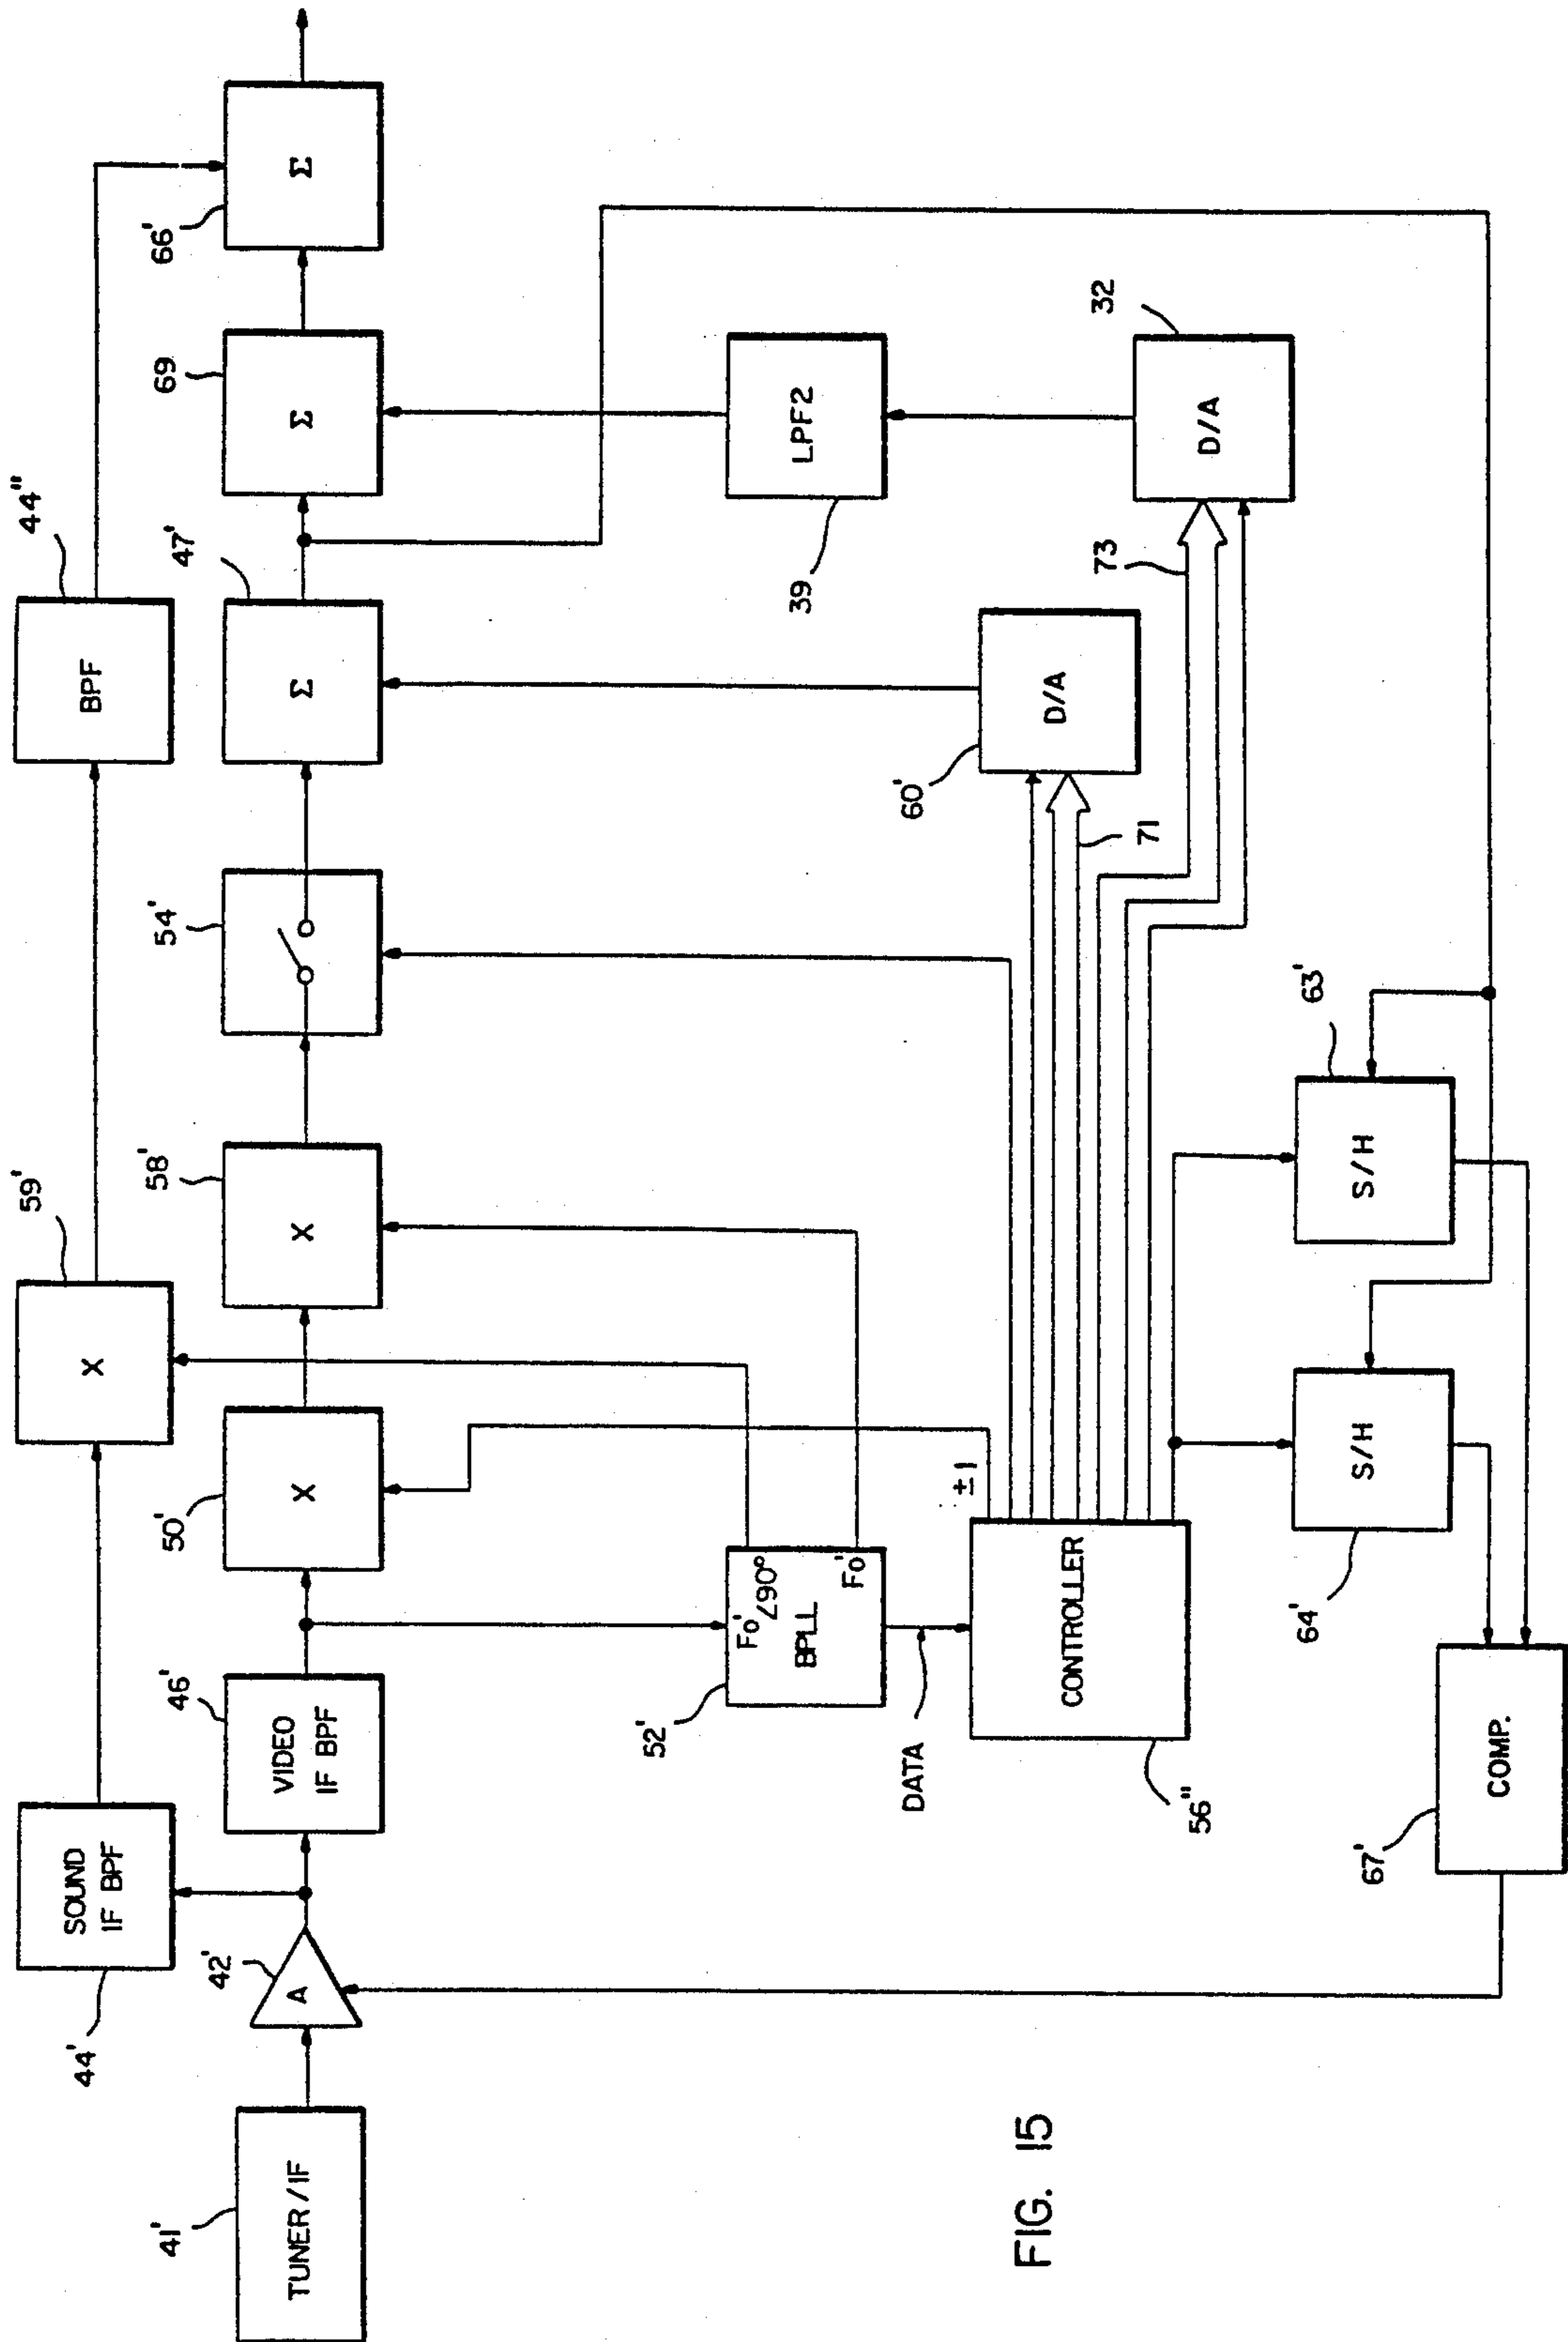 44"
BPF
59'
X
SOUND
IF BPF
44'
66'
Σ
69
Σ
47'
Σ
54'
58'
X
50'
X
46'
VIDEO
IF BPF
42'
A
41'
TUNER/IF
32
D/A
LPF2
39
73
60'
D/A
71
±1
Fo' ∠90°
BPLL
Fo'
52'
DATA
CONTROLLER
56"
63'
S/H
S/H
64'
COMP.
67'
FIG. 15